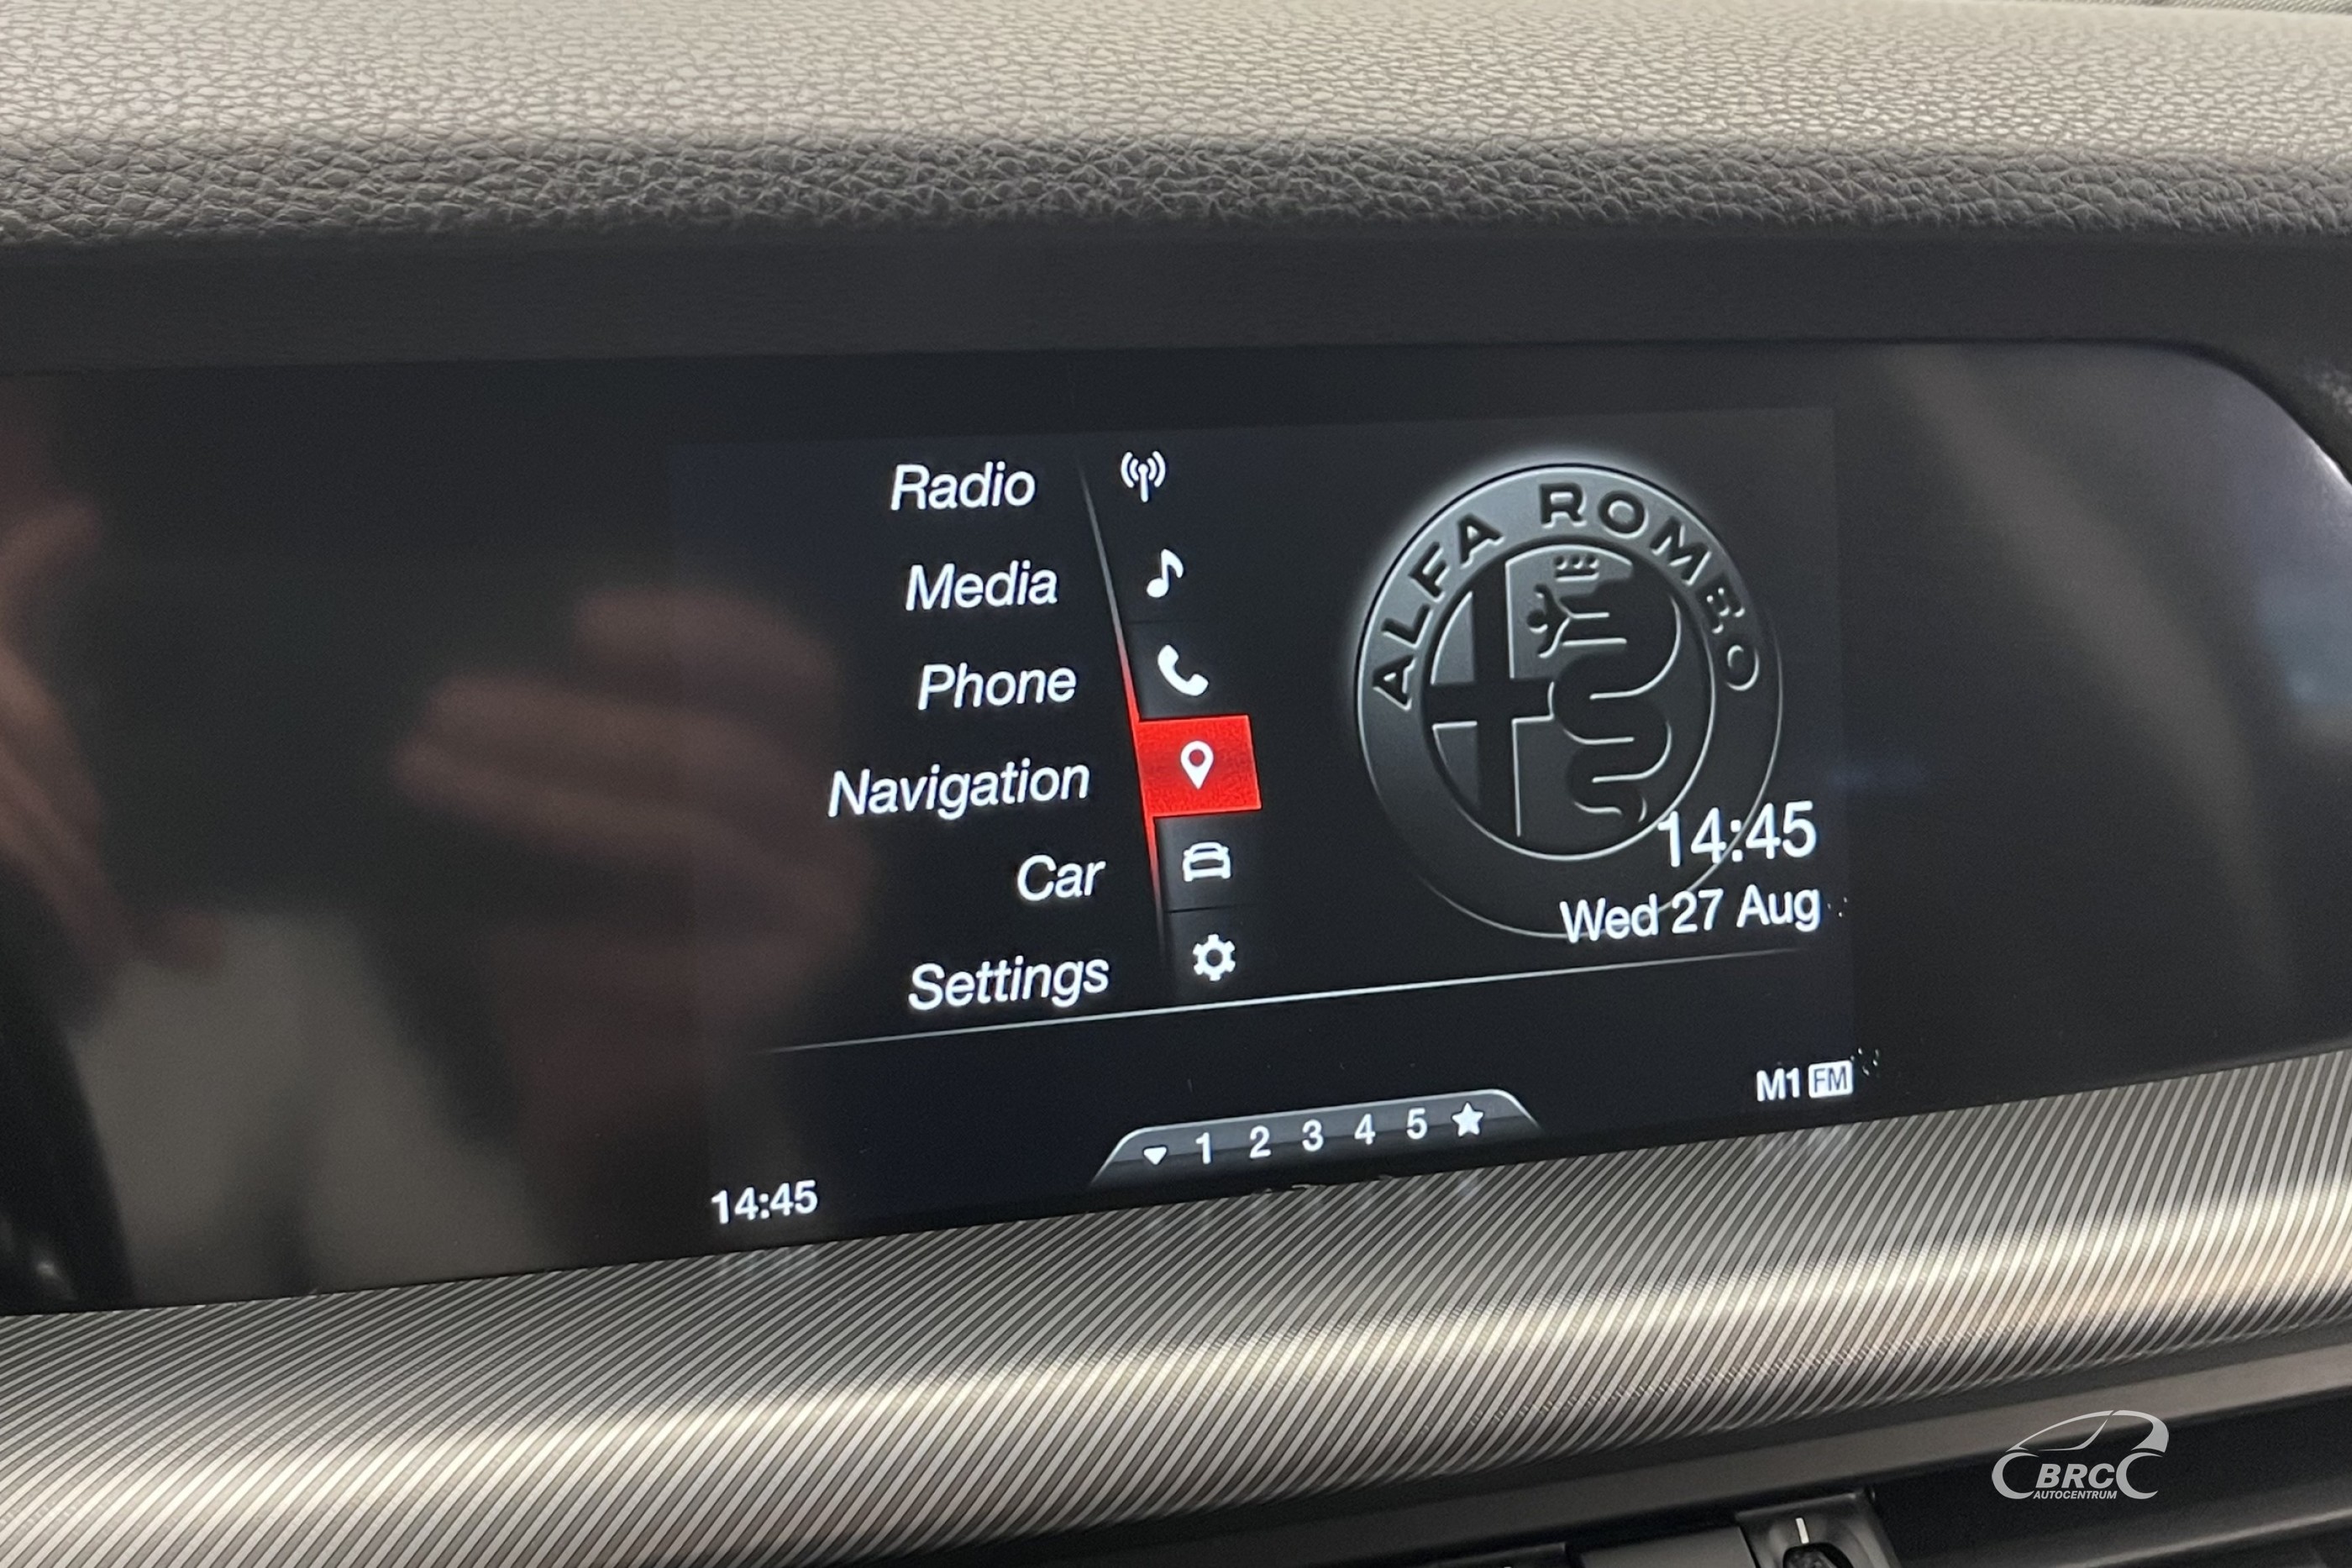 Radio
Media
Phone
Navigation
Car
Settings
ALFA ROMEO
14:45
Wed 27 Aug
M1 FM
1 2 3 4 5
14:45
BRC
AUTOCENTRUM